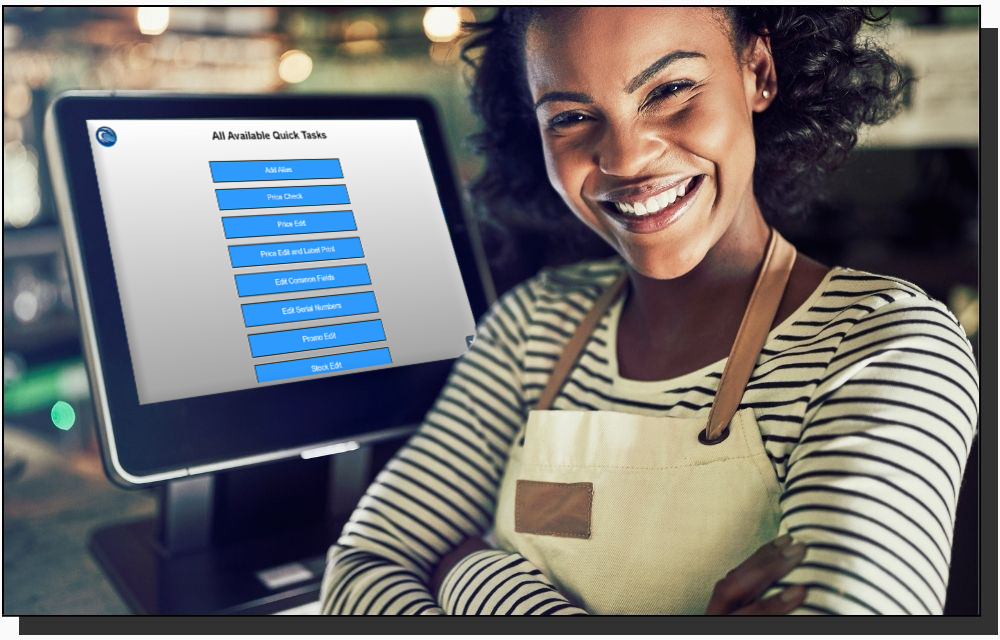 All Available Quick Tasks
Add Alias
Price Check
Price Edit
Price Edit and Label Print
Edit Common Fields
Edit Serial Numbers
Promo Edit
Stock Edit